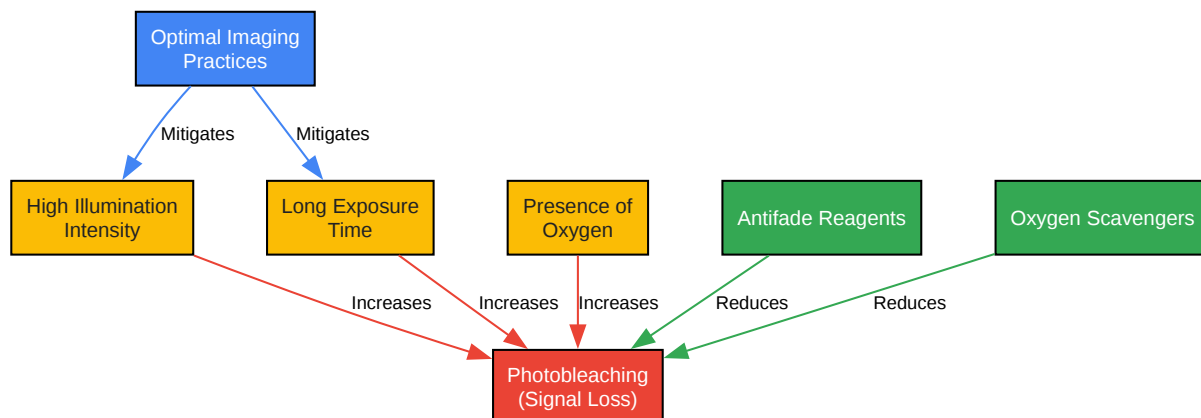 Optimal Imaging
Practices
Mitigates
Mitigates
High Illumination
Intensity
Long Exposure
Time
Presence of
Oxygen
Antifade Reagents
Oxygen Scavengers
Increases
Increases
Increases
Reduces
Reduces
Photobleaching
(Signal Loss)